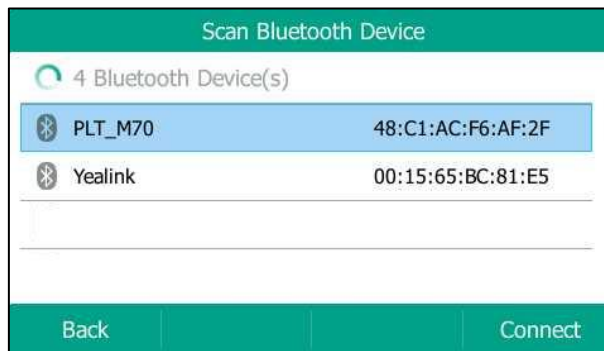 Scan Bluetooth Device
4 Bluetooth Device(s)
PLT_M70 48:C1:AC:F6:AF:2F
Yealink 00:15:65:BC:81:E5
Back Connect